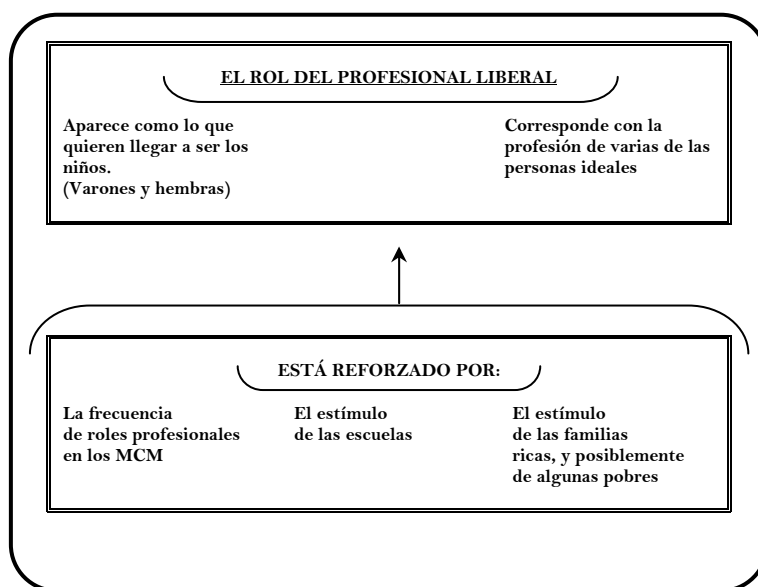 EL ROL DEL PROFESIONAL LIBERAL
Aparece como lo que
quieren llegar a ser los
niños.
(Varones y hembras)
Corresponde con la
profesión de varias de las
personas ideales
ESTÁ REFORZADO POR:
La frecuencia
de roles profesionales
en los MCM
El estímulo
de las escuelas
El estímulo
de las familias
ricas, y posiblemente
de algunas pobres